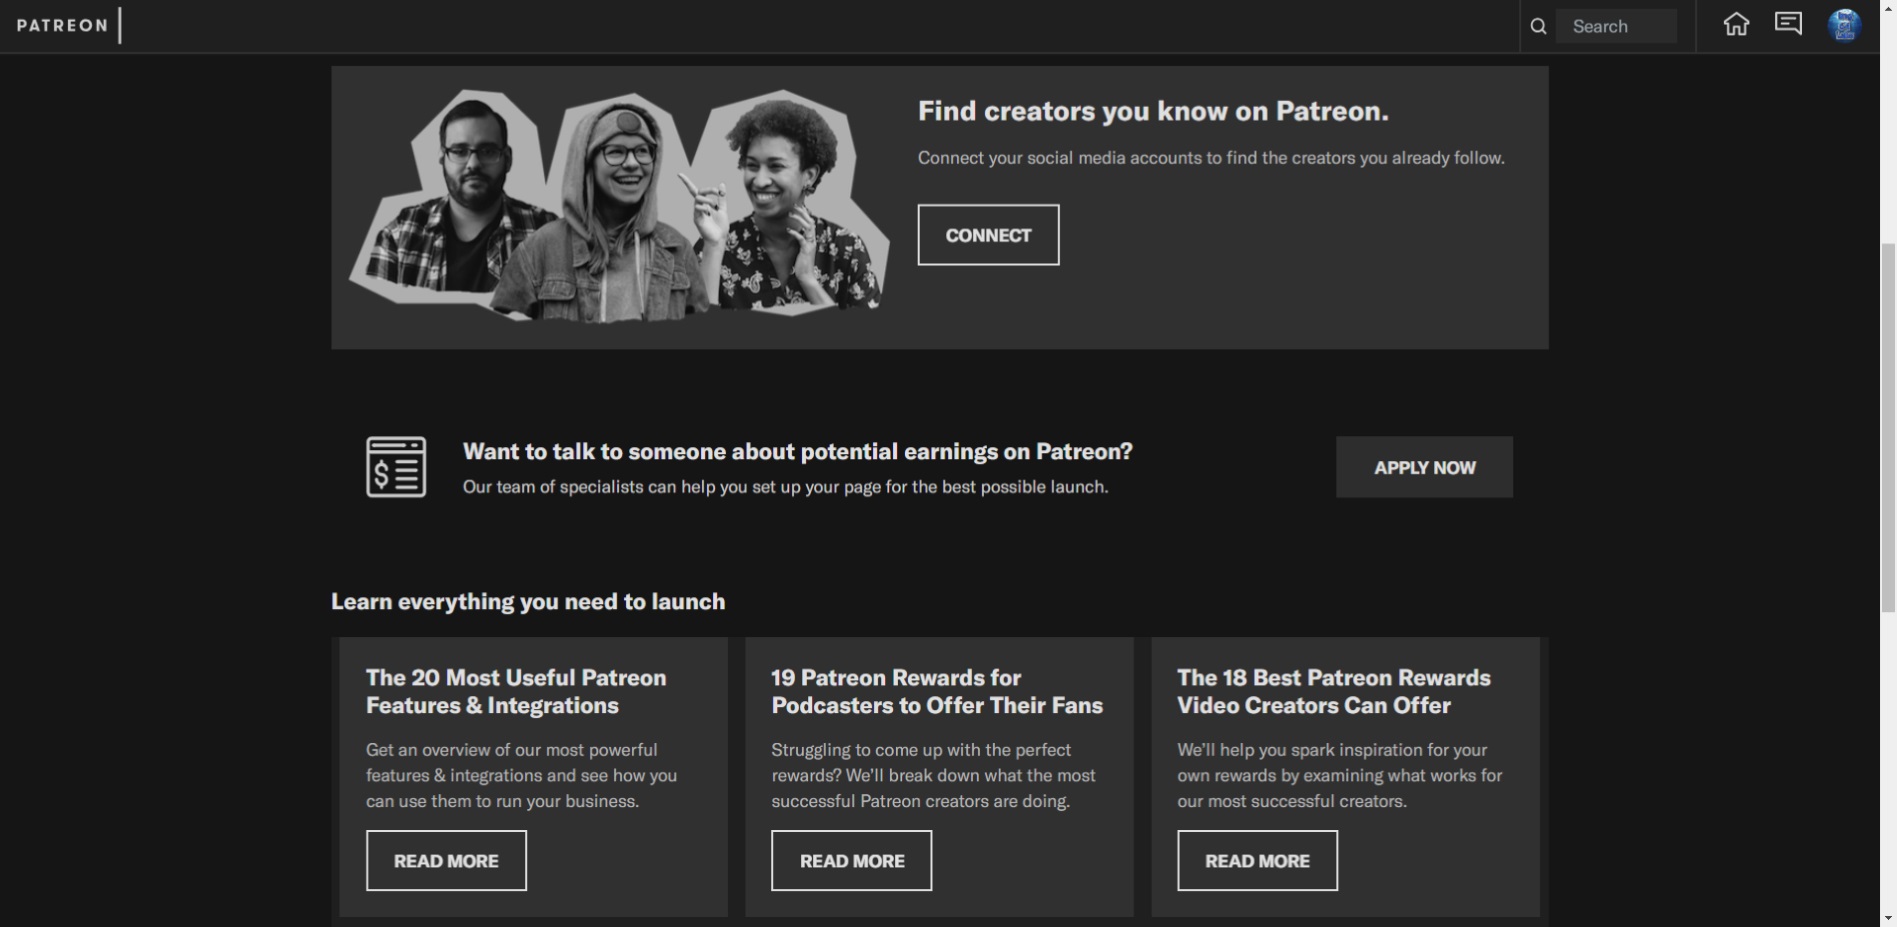 PATREON
Search
Find creators you know on Patreon.
Connect your social media accounts to find the creators you already follow.
CONNECT
Want to talk to someone about potential earnings on Patreon?
Our team of specialists can help you set up your page for the best possible launch.
APPLY NOW
Learn everything you need to launch
The 20 Most Useful Patreon
Features & Integrations
Get an overview of our most powerful
features & integrations and see how you
can use them to run your business.
READ MORE
19 Patreon Rewards for
Podcasters to Offer Their Fans
Struggling to come up with the perfect
rewards? We’ll break down what the most
successful Patreon creators are doing.
READ MORE
The 18 Best Patreon Rewards
Video Creators Can Offer
We’ll help you spark inspiration for your
own rewards by examining what works for
our most successful creators.
READ MORE